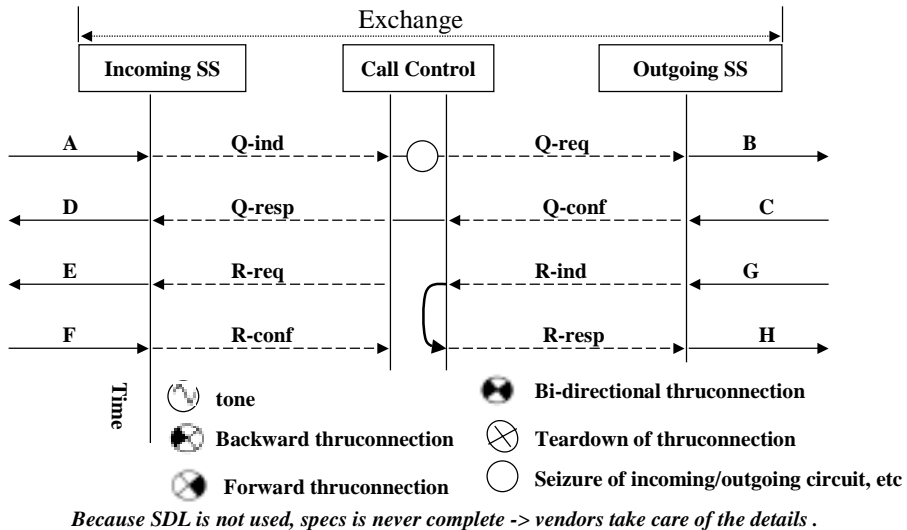 Exchange
Incoming SS
Call Control
Outgoing SS
A
Q-ind
Q-req
B
D
Q-resp
Q-conf
C
E
R-req
R-ind
G
F
R-conf
R-resp
H
Time
tone
Bi-directional thruconnection
Backward thruconnection
Teardown of thruconnection
Forward thruconnection
Seizure of incoming/outgoing circuit, etc
Because SDL is not used, specs is never complete -> vendors take care of the details .